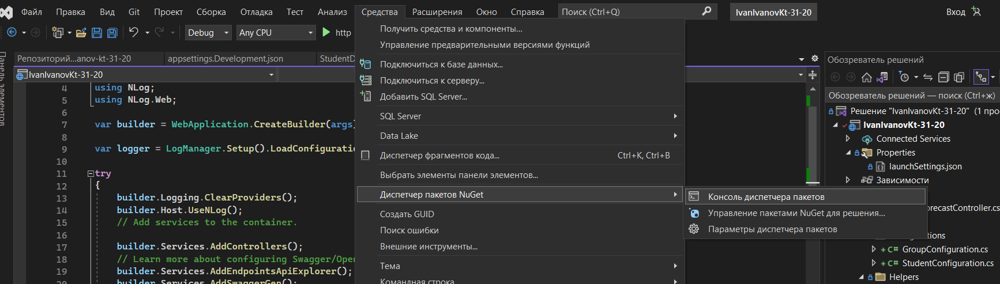 Правка Вид Git Проект Сборка Отладка Тест Анализ Средства Расширения Окно Справка Поиск (Ctrl+Q) IvanIvanovKt-31-20 Вход
Debug Any CPU http
Панель элементов
Репозиторий...anov-kt-31-20 appsettings.Development.json StudentD
IvanIvanovKt-31-20
4 using NLog;
5 using NLog.Web;
6
7 var builder = WebApplication.CreateBuilder(args)
8
9 var logger = LogManager.Setup().LoadConfiguratio
10
11 try
12 {
13 builder.Logging.ClearProviders();
14 builder.Host.UseNLog();
15 // Add services to the container.
16
17 builder.Services.AddControllers();
18 // Learn more about configuring Swagger/Oper
19 builder.Services.AddEndpointsApiExplorer();
20 builder.Services.AddSwaggerGen();
Получить средства и компоненты...
Управление предварительными версиями функций
Подключиться к базе данных...
Подключиться к серверу...
Добавить SQL Server...
SQL Server
Data Lake
Диспетчер фрагментов кода... Ctrl+K, Ctrl+B
Выбрать элементы панели элементов...
Диспетчер пакетов NuGet
Создать GUID
Поиск ошибки
Внешние инструменты...
Тема
Командная строка
Консоль диспетчера пакетов
Управление пакетами NuGet для решения...
Параметры диспетчера пакетов
Обозреватель решений
Обозреватель решений — поиск (Ctrl+ж)
Решение "IvanIvanovKt-31-20" (1 прое
IvanIvanovKt-31-20
Connected Services
Properties
launchSettings.json
Зависимости
orecastController.cs
GroupConfiguration.cs
StudentConfiguration.cs
Helpers